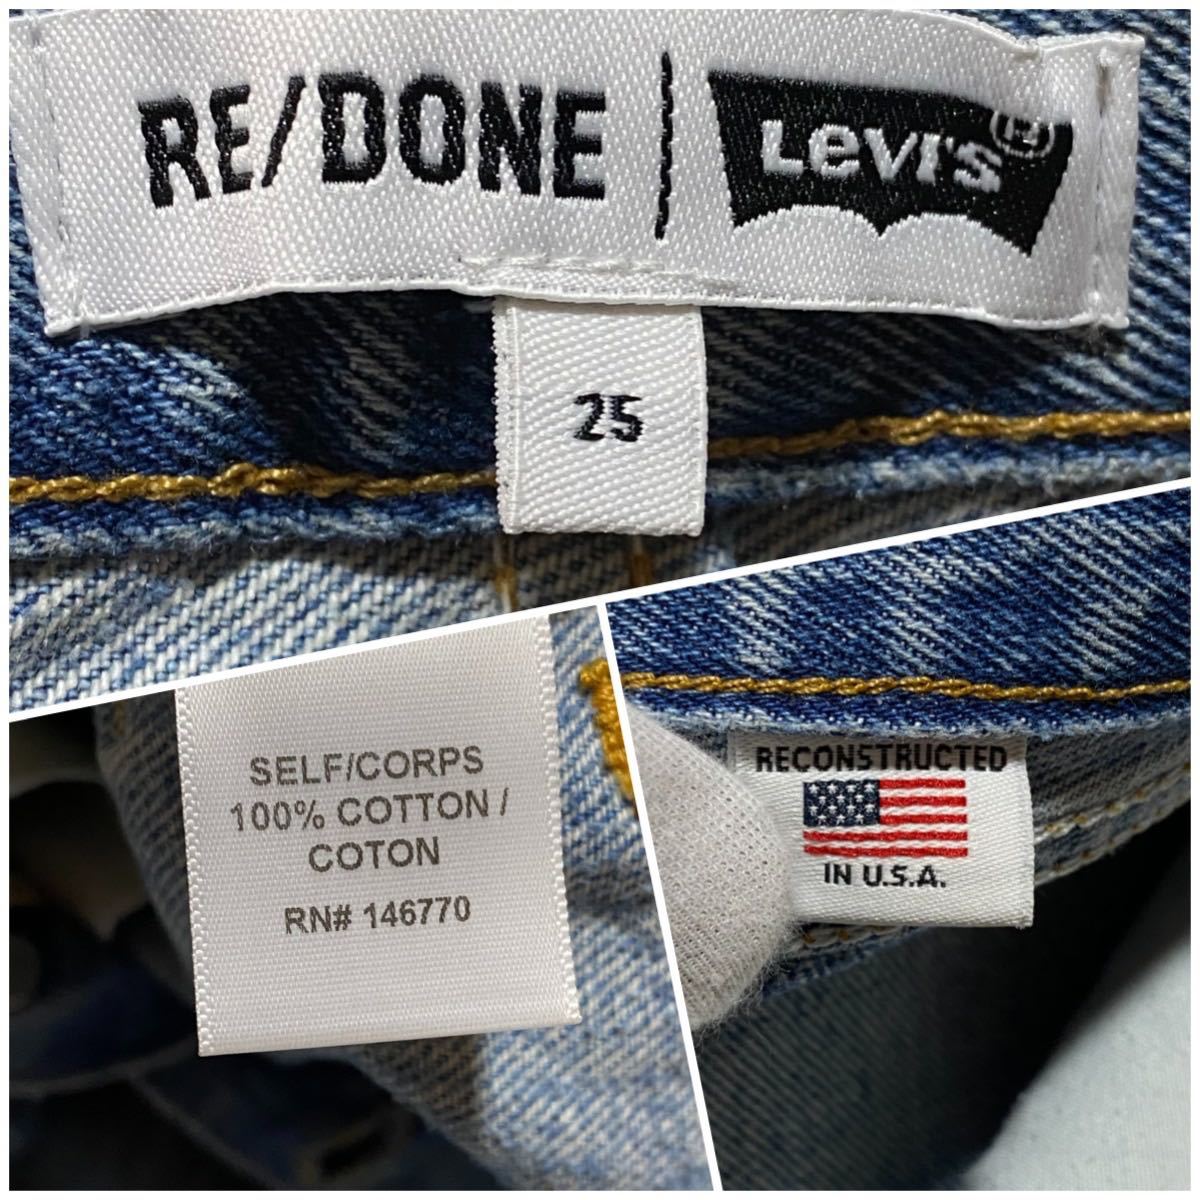 RE/DONE | Levi's®
25
SELF/CORPS
100% COTTON /
COTON
RN# 146770
RECONSTRUCTED
IN U.S.A.